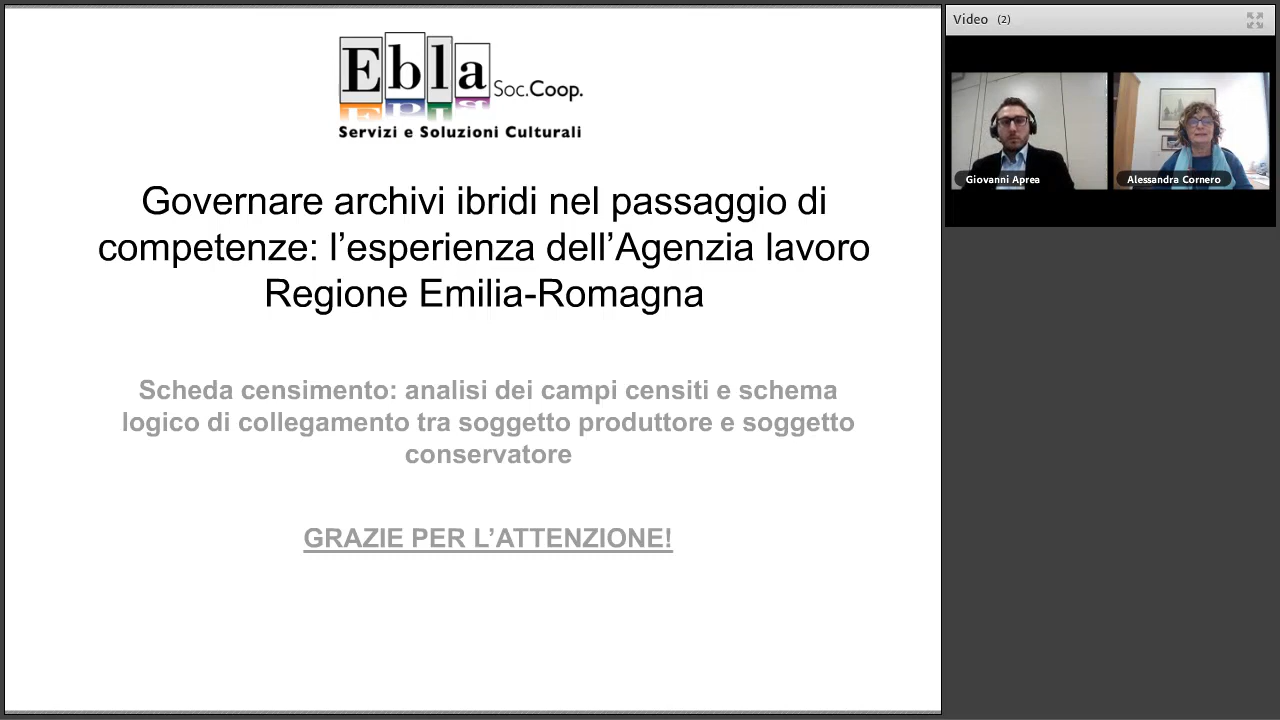 Ebla Soc.Coop.
Servizi e Soluzioni Culturali
Governare archivi ibridi nel passaggio di
competenze: l’esperienza dell’Agenzia lavoro
Regione Emilia-Romagna
Scheda censimento: analisi dei campi censiti e schema
logico di collegamento tra soggetto produttore e soggetto
conservatore
GRAZIE PER L’ATTENZIONE!
Video (2)
Giovanni Aprea
Alessandra Cornero